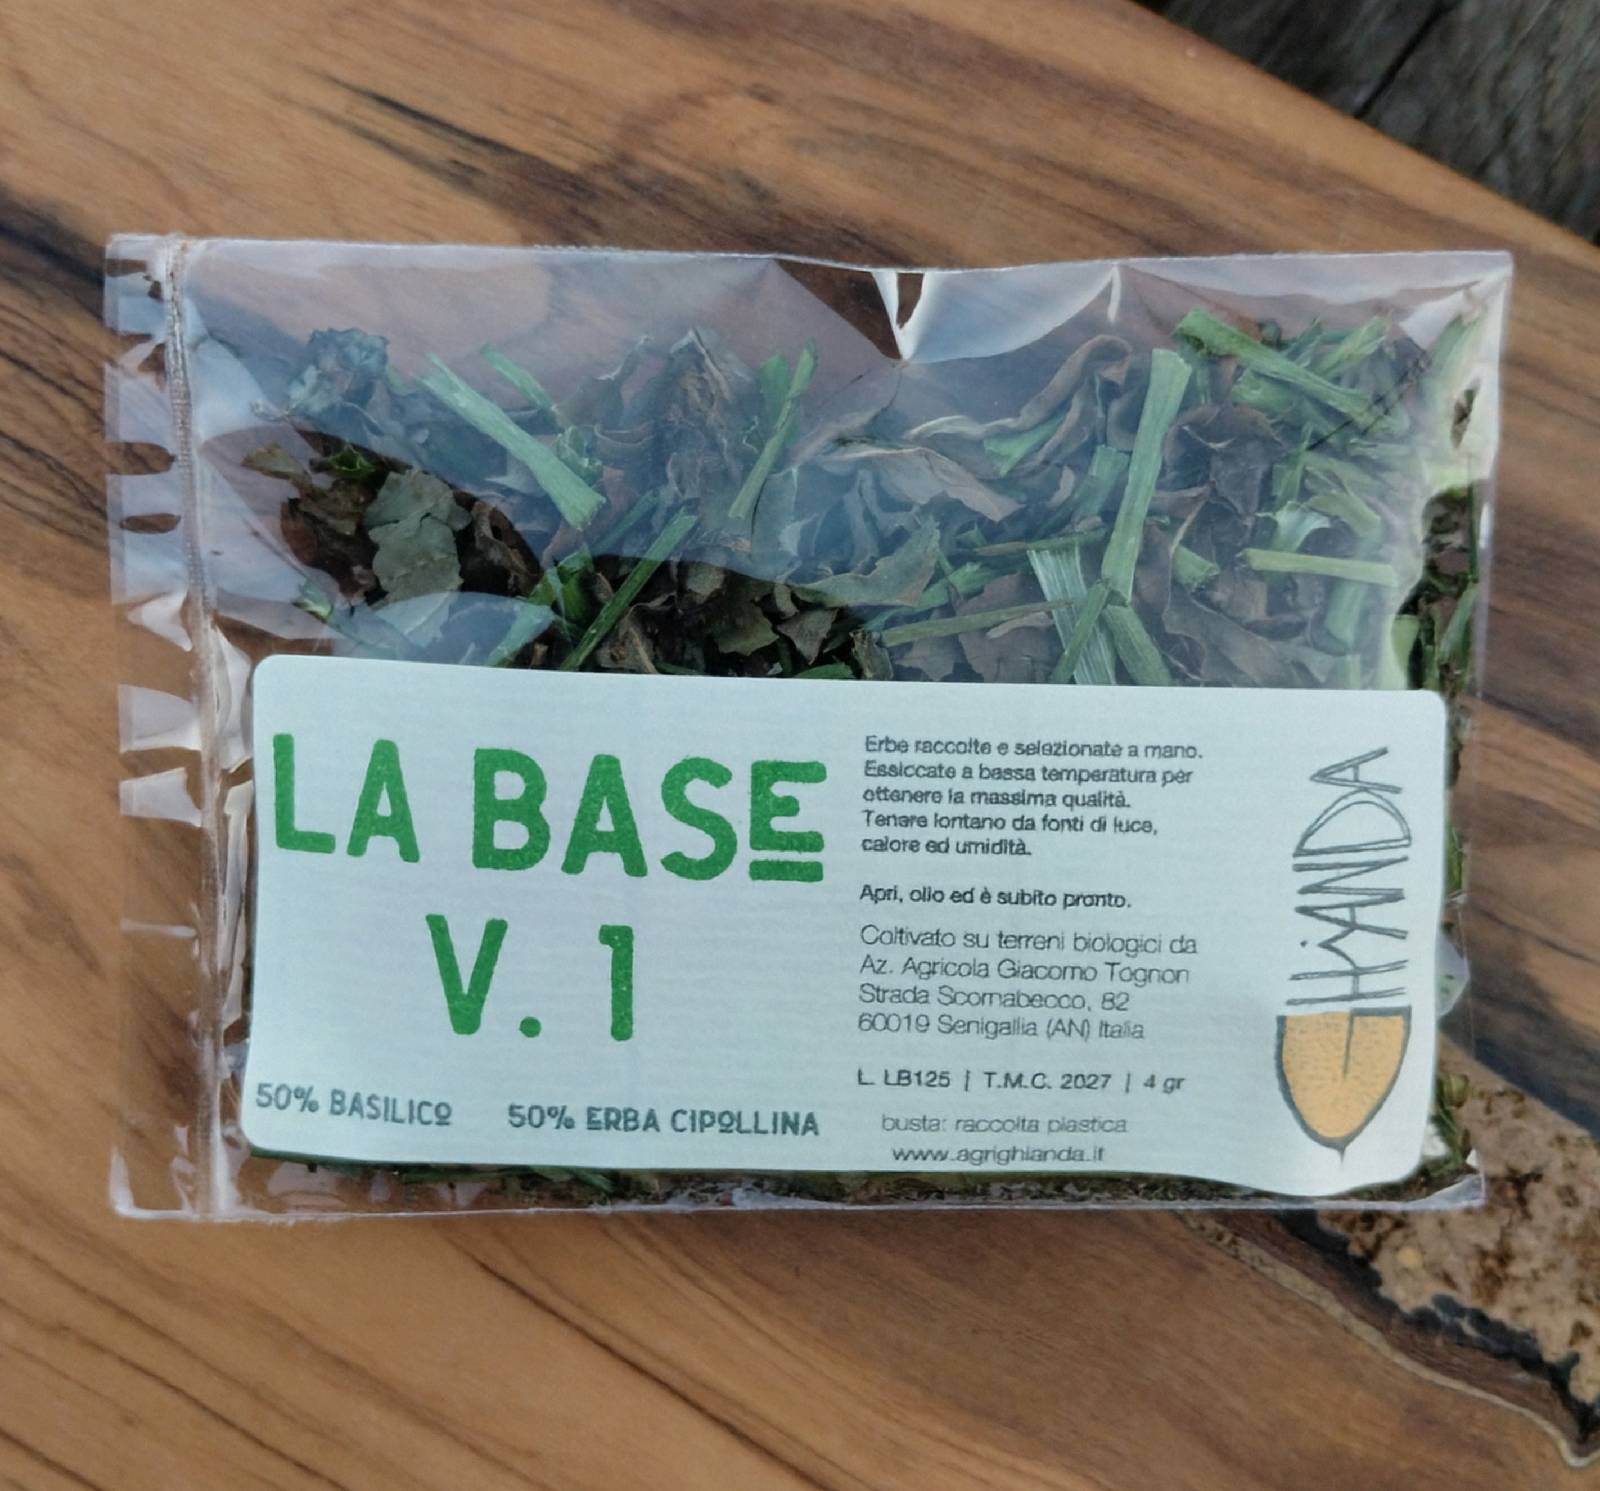 LA BASE
V. 1
50% BASILICO 50% ERBA CIPOLLINA
Erbe raccolte e selezionate a mano.
Essiccate a bassa temperatura per
ottenere la massima qualità.
Tenere lontano da fonti di luce,
calore ed umidità.
Apri, olio ed è subito pronto.
Coltivato su terreni biologici da
Az. Agricola Giacomo Tognon
Strada Scornabecco, 82
60019 Senigallia (AN) Italia
L. LB125 | T.M.C. 2027 | 4 gr
busta: raccolta plastica
www.agrighianda.it
GHIANDA